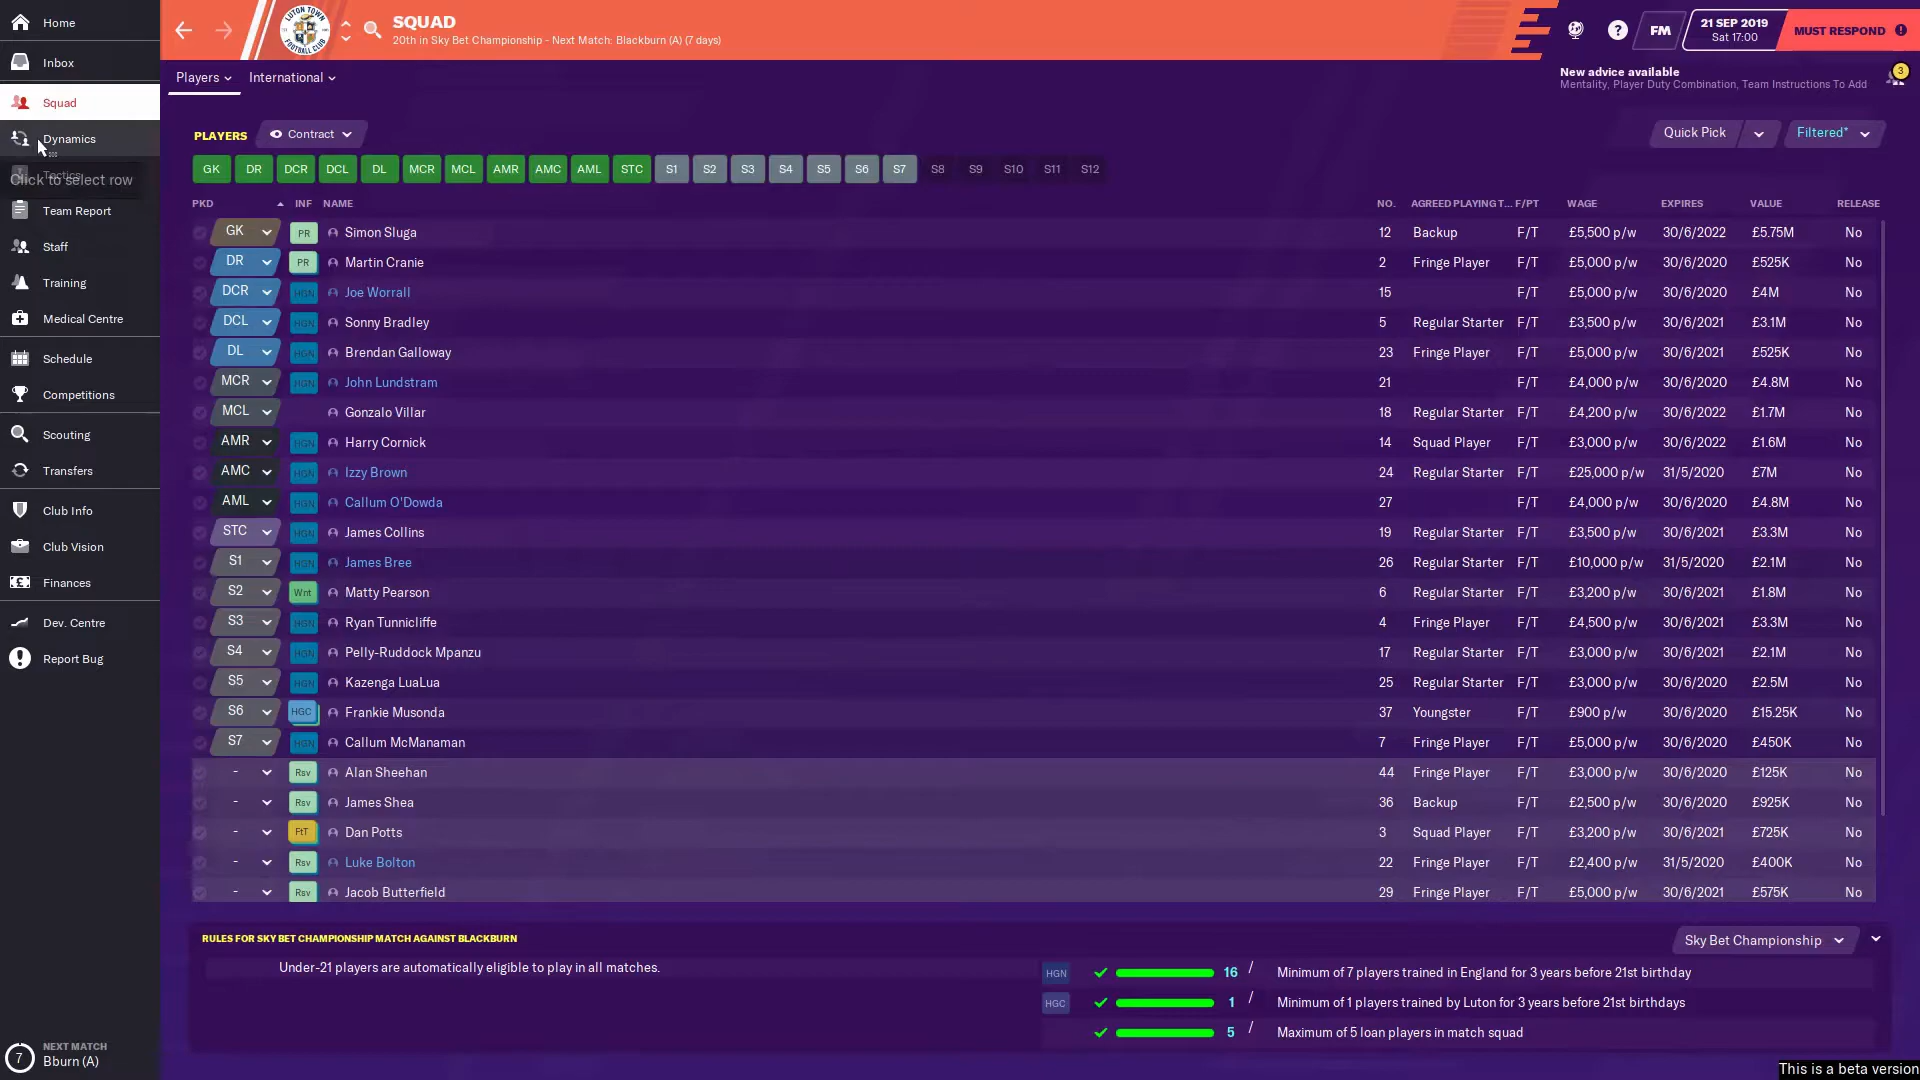 Home
Inbox
Squad
Dynamics
Tactics
Click to select row
Team Report
Staff
Training
Medical Centre
Schedule
Competitions
Scouting
Transfers
Club Info
Club Vision
Finances
Dev. Centre
Report Bug
7 NEXT MATCH
Bburn (A)
LUTON TOWN FOOTBALL CLUB
SQUAD
20th in Sky Bet Championship - Next Match: Blackburn (A) (7 days)
? FM
21 SEP 2019
Sat 17:00
MUST RESPOND
Players International
New advice available 3
Mentality, Player Duty Combination, Team Instructions To Add
PLAYERS Contract Quick Pick Filtered*
GK DR DCR DCL DL MCR MCL AMR AMC AML STC S1 S2 S3 S4 S5 S6 S7 S8 S9 S10 S11 S12
PKD INF NAME NO. AGREED PLAYING T... F/PT WAGE EXPIRES VALUE RELEASE
GK PR Simon Sluga 12 Backup F/T £5,500 p/w 30/6/2022 £5.75M No
DR PR Martin Cranie 2 Fringe Player F/T £5,000 p/w 30/6/2020 £525K No
DCR HGN Joe Worrall 15 F/T £5,000 p/w 30/6/2020 £4M No
DCL HGN Sonny Bradley 5 Regular Starter F/T £3,500 p/w 30/6/2021 £3.1M No
DL HGN Brendan Galloway 23 Fringe Player F/T £5,000 p/w 30/6/2021 £525K No
MCR HGN John Lundstram 21 F/T £4,000 p/w 30/6/2020 £4.8M No
MCL Gonzalo Villar 18 Regular Starter F/T £4,200 p/w 30/6/2022 £1.7M No
AMR HGN Harry Cornick 14 Squad Player F/T £3,000 p/w 30/6/2022 £1.6M No
AMC HGN Izzy Brown 24 Regular Starter F/T £25,000 p/w 31/5/2020 £7M No
AML HGN Callum O'Dowda 27 F/T £4,000 p/w 30/6/2020 £4.8M No
STC HGN James Collins 19 Regular Starter F/T £3,500 p/w 30/6/2021 £3.3M No
S1 HGN James Bree 26 Regular Starter F/T £10,000 p/w 31/5/2020 £2.1M No
S2 Wnt Matty Pearson 6 Regular Starter F/T £3,200 p/w 30/6/2021 £1.8M No
S3 HGN Ryan Tunnicliffe 4 Fringe Player F/T £4,500 p/w 30/6/2021 £3.3M No
S4 HGN Pelly-Ruddock Mpanzu 17 Regular Starter F/T £3,000 p/w 30/6/2021 £2.1M No
S5 HGN Kazenga LuaLua 25 Regular Starter F/T £3,000 p/w 30/6/2021 £2.5M No
S6 HGC Frankie Musonda 37 Youngster F/T £900 p/w 30/6/2020 £15.25K No
S7 HGN Callum McManaman 7 Fringe Player F/T £5,000 p/w 30/6/2020 £450K No
- Rsv Alan Sheehan 44 Fringe Player F/T £3,000 p/w 30/6/2020 £125K No
- Rsv James Shea 36 Backup F/T £2,500 p/w 30/6/2020 £925K No
- FtT Dan Potts 3 Squad Player F/T £3,200 p/w 30/6/2021 £725K No
- Rsv Luke Bolton 22 Fringe Player F/T £2,400 p/w 31/5/2020 £400K No
- Rsv Jacob Butterfield 29 Fringe Player F/T £5,000 p/w 30/6/2021 £575K No
RULES FOR SKY BET CHAMPIONSHIP MATCH AGAINST BLACKBURN Sky Bet Championship
Under-21 players are automatically eligible to play in all matches.
HGN 16 / Minimum of 7 players trained in England for 3 years before 21st birthday
HGC 1 / Minimum of 1 players trained by Luton for 3 years before 21st birthdays
5 / Maximum of 5 loan players in match squad
This is a beta version